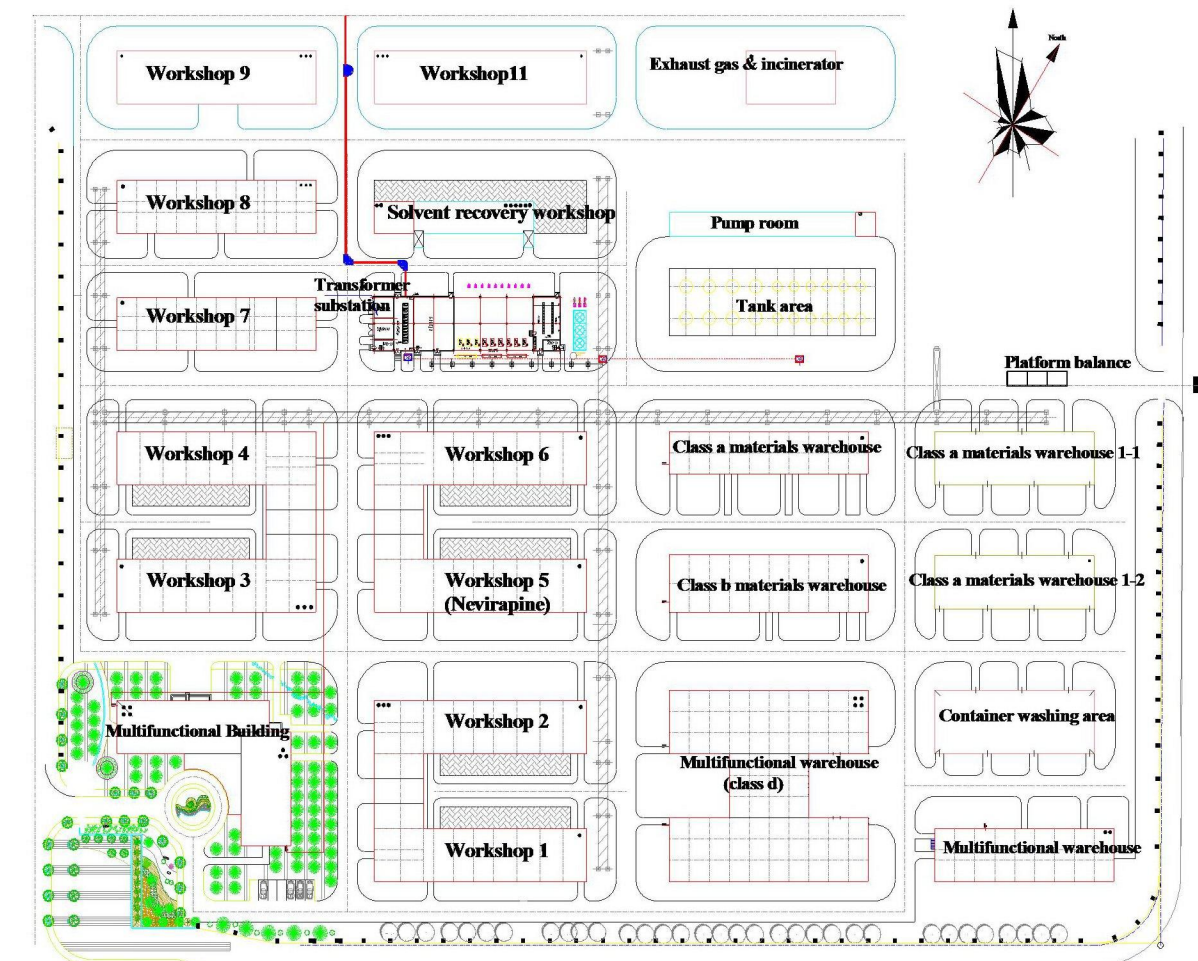 North
Workshop 9
Workshop11
Exhaust gas & incinerator
Workshop 8
Solvent recovery workshop
Pump room
Transformer
substation
Workshop 7
Tank area
Platform balance
Workshop 4
Workshop 6
Class a materials warehouse
Class a materials warehouse 1-1
Workshop 3
Workshop 5
(Nevirapine)
Class b materials warehouse
Class a materials warehouse 1-2
Multifunctional Building
Workshop 2
Container washing area
Multifunctional warehouse
(class d)
Workshop 1
Multifunctional warehouse